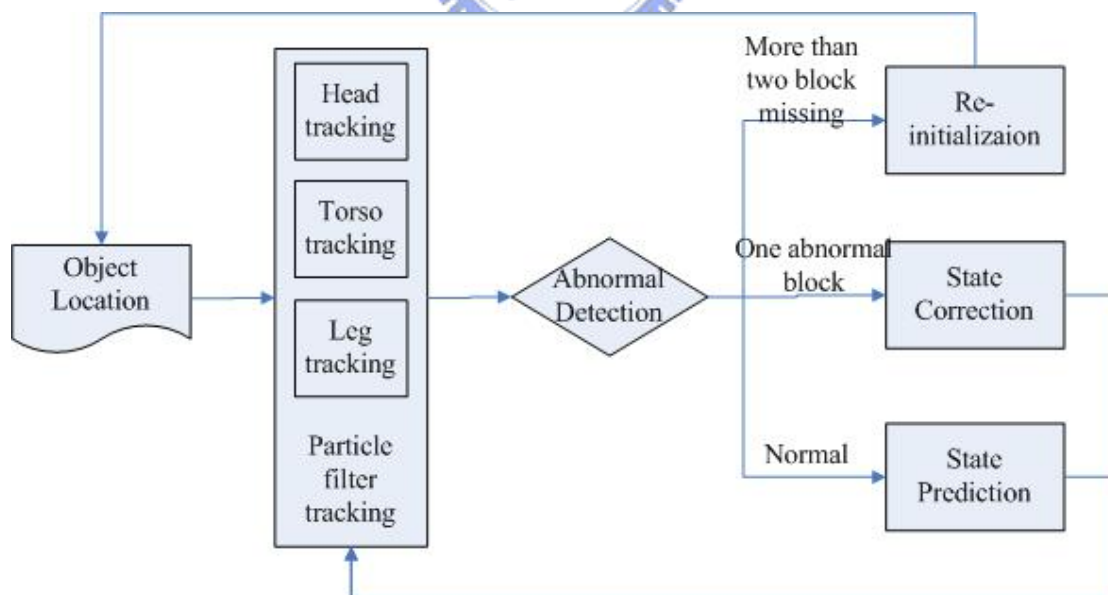 Object
Location
Head
tracking
Torso
tracking
Leg
tracking
Particle
filter
tracking
Abnormal
Detection
More than
two block
missing
Re-
initializaion
One abnormal
block
State
Correction
Normal
State
Prediction